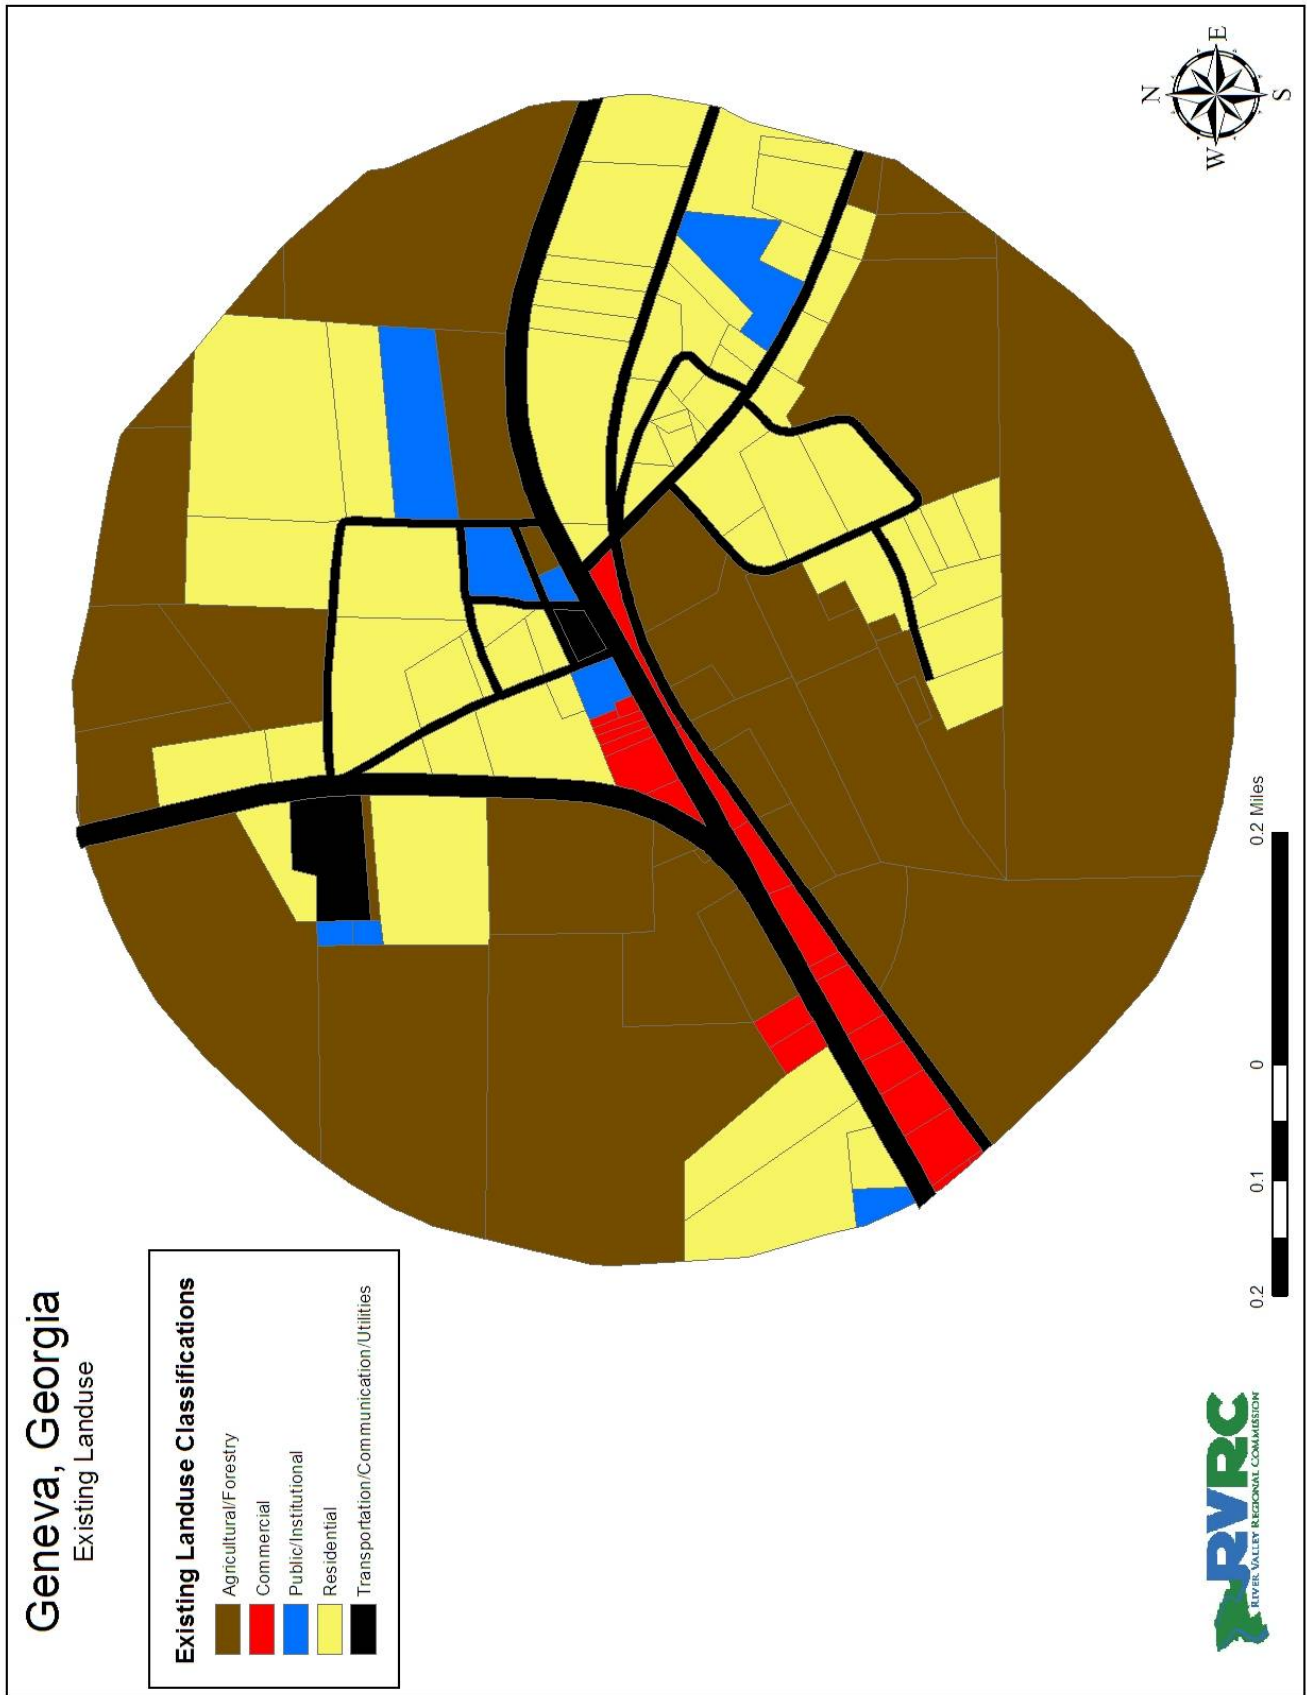 Geneva, Georgia
Existing Landuse
Existing Landuse Classifications
Agricultural/Forestry
Commercial
Public/Institutional
Residential
Transportation/Communication/Utilities
N
W
E
S
0.2
0.1
0
0.2 Miles
RVRC
RIVER VALLEY REGIONAL COMMISSION